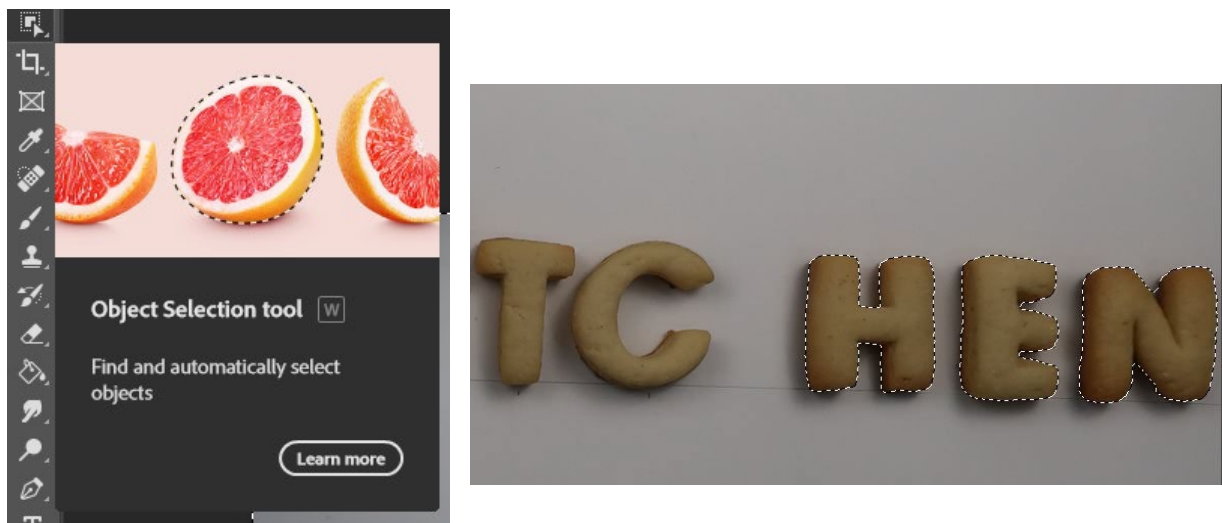 Object Selection tool W
Find and automatically select
objects
Learn more
TC HEN